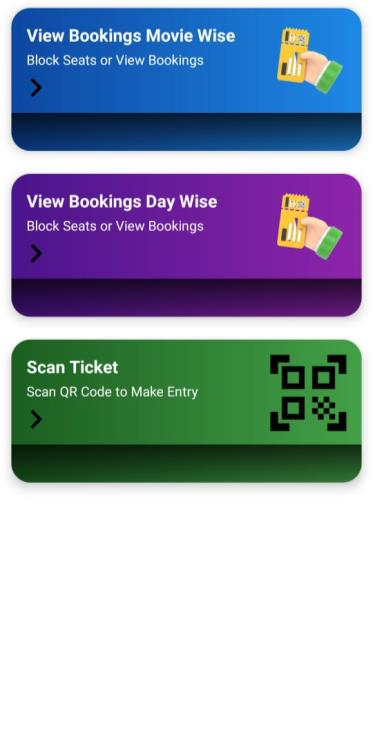 View Bookings Movie Wise
Block Seats or View Bookings
View Bookings Day Wise
Block Seats or View Bookings
Scan Ticket
Scan QR Code to Make Entry